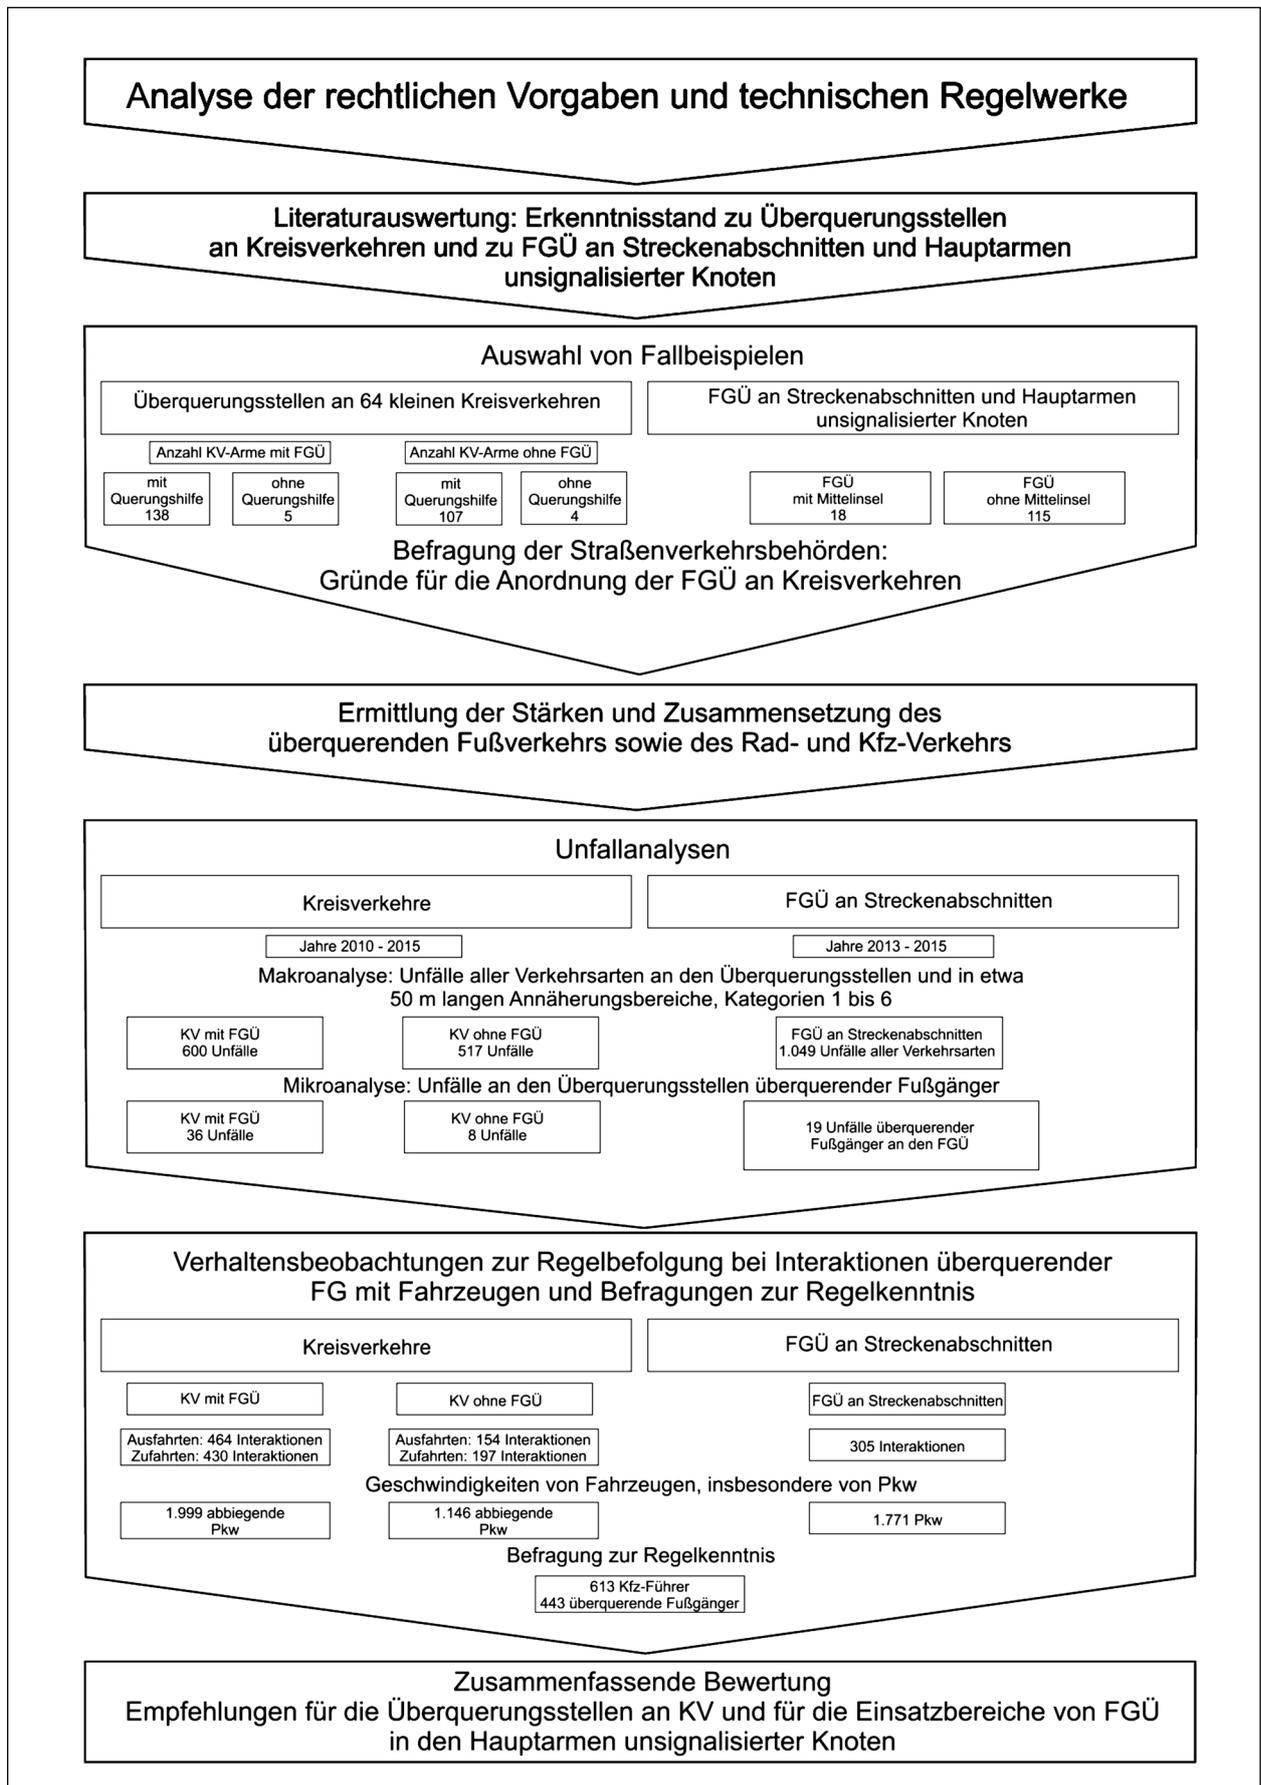 Analyse der rechtlichen Vorgaben und technischen Regelwerke
Literaturauswertung: Erkenntnisstand zu Überquerungsstellen
an Kreisverkehren und zu FGÜ an Streckenabschnitten und Hauptarmen
unsignalisierter Knoten
Auswahl von Fallbeispielen
Überquerungsstellen an 64 kleinen Kreisverkehren
FGÜ an Streckenabschnitten und Hauptarmen
unsignalisierter Knoten
Anzahl KV-Arme mit FGÜ
Anzahl KV-Arme ohne FGÜ
mit
Querungshilfe
138
ohne
Querungshilfe
5
mit
Querungshilfe
107
ohne
Querungshilfe
4
FGÜ
mit Mittelinsel
18
FGÜ
ohne Mittelinsel
115
Befragung der Straßenverkehrsbehörden:
Gründe für die Anordnung der FGÜ an Kreisverkehren
Ermittlung der Stärken und Zusammensetzung des
überquerenden Fußverkehrs sowie des Rad- und Kfz-Verkehrs
Unfallanalysen
Kreisverkehre
FGÜ an Streckenabschnitten
Jahre 2010 - 2015
Jahre 2013 - 2015
Makroanalyse: Unfälle aller Verkehrsarten an den Überquerungsstellen und in etwa
50 m langen Annäherungsbereiche, Kategorien 1 bis 6
KV mit FGÜ
600 Unfälle
KV ohne FGÜ
517 Unfälle
FGÜ an Streckenabschnitten
1.049 Unfälle aller Verkehrsarten
Mikroanalyse: Unfälle an den Überquerungsstellen überquerender Fußgänger
KV mit FGÜ
36 Unfälle
KV ohne FGÜ
8 Unfälle
19 Unfälle überquerender
Fußgänger an den FGÜ
Verhaltensbeobachtungen zur Regelbefolgung bei Interaktionen überquerender
FG mit Fahrzeugen und Befragungen zur Regelkenntnis
Kreisverkehre
FGÜ an Streckenabschnitten
KV mit FGÜ
KV ohne FGÜ
FGÜ an Streckenabschnitten
Ausfahrten: 464 Interaktionen
Zufahrten: 430 Interaktionen
Ausfahrten: 154 Interaktionen
Zufahrten: 197 Interaktionen
305 Interaktionen
Geschwindigkeiten von Fahrzeugen, insbesondere von Pkw
1.999 abbiegende
Pkw
1.146 abbiegende
Pkw
1.771 Pkw
Befragung zur Regelkenntnis
613 Kfz-Führer
443 überquerende Fußgänger
Zusammenfassende Bewertung
Empfehlungen für die Überquerungsstellen an KV und für die Einsatzbereiche von FGÜ
in den Hauptarmen unsignalisierter Knoten